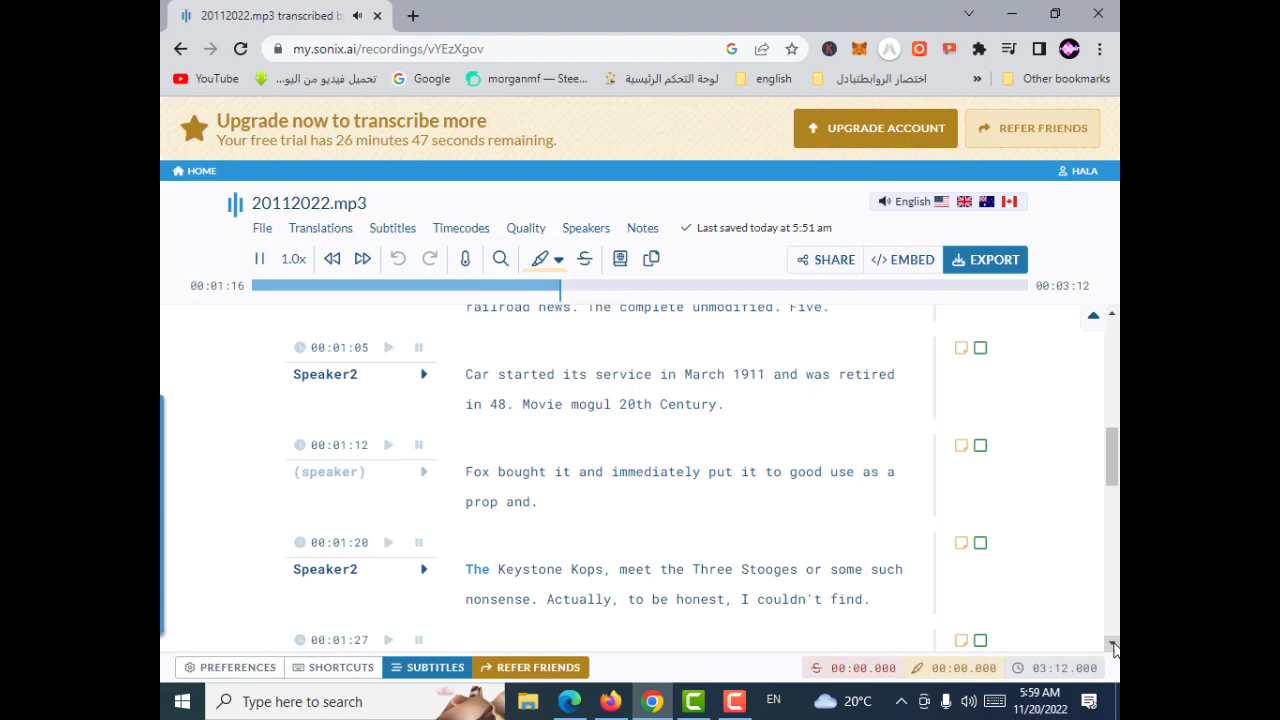 20112022.mp3 transcribed b
my.sonix.ai/recordings/vYEzXgov
YouTube
تحميل فيديو من اليو...
Google
morganmf — Stee...
لوحة التحكم الرئيسية
english
اختصار الروابطتبادل
»
Other bookmarks
Upgrade now to transcribe more
Your free trial has 26 minutes 47 seconds remaining.
UPGRADE ACCOUNT
REFER FRIENDS
HOME
HALA
20112022.mp3
English
File Translations Subtitles Timecodes Quality Speakers Notes
Last saved today at 5:51 am
1.0x
SHARE
</> EMBED
EXPORT
00:01:16
00:03:12
railroad news. The complete unmodified. Five.
00:01:05
Speaker2
Car started its service in March 1911 and was retired
in 48. Movie mogul 20th Century.
00:01:12
(speaker)
Fox bought it and immediately put it to good use as a
prop and.
00:01:20
Speaker2
The Keystone Kops, meet the Three Stooges or some such
nonsense. Actually, to be honest, I couldn't find.
00:01:27
PREFERENCES
SHORTCUTS
SUBTITLES
REFER FRIENDS
00:00.000
00:00.000
03:12.000
Type here to search
EN
20°C
5:59 AM
11/20/2022